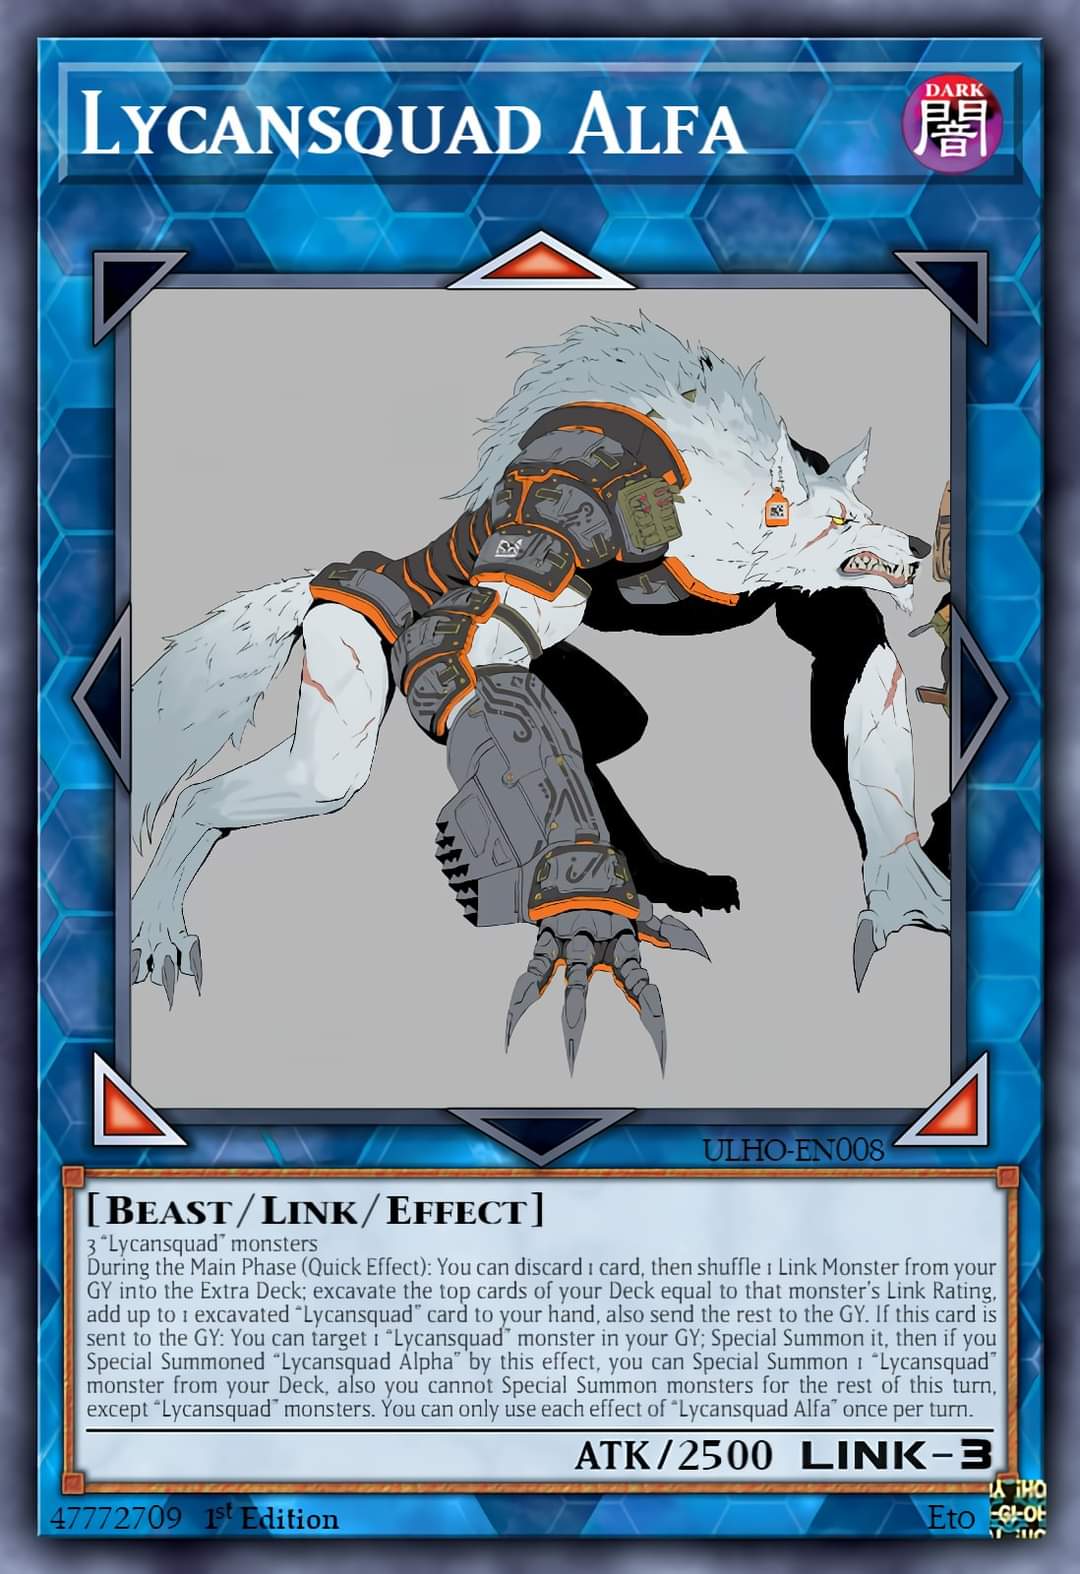 Lycansquad Alfa
DARK
闇
ULHO-EN008
[Beast/Link/Effect]
3 “Lycansquad” monsters
During the Main Phase (Quick Effect): You can discard 1 card, then shuffle 1 Link Monster from your
GY into the Extra Deck; excavate the top cards of your Deck equal to that monster’s Link Rating,
add up to 1 excavated “Lycansquad” card to your hand, also send the rest to the GY. If this card is
sent to the GY: You can target 1 “Lycansquad” monster in your GY; Special Summon it, then if you
Special Summoned “Lycansquad Alpha” by this effect, you can Special Summon 1 “Lycansquad”
monster from your Deck, also you cannot Special Summon monsters for the rest of this turn,
except “Lycansquad” monsters. You can only use each effect of “Lycansquad Alfa” once per turn.
ATK/2500 LINK-3
47772709 1st Edition
Eto